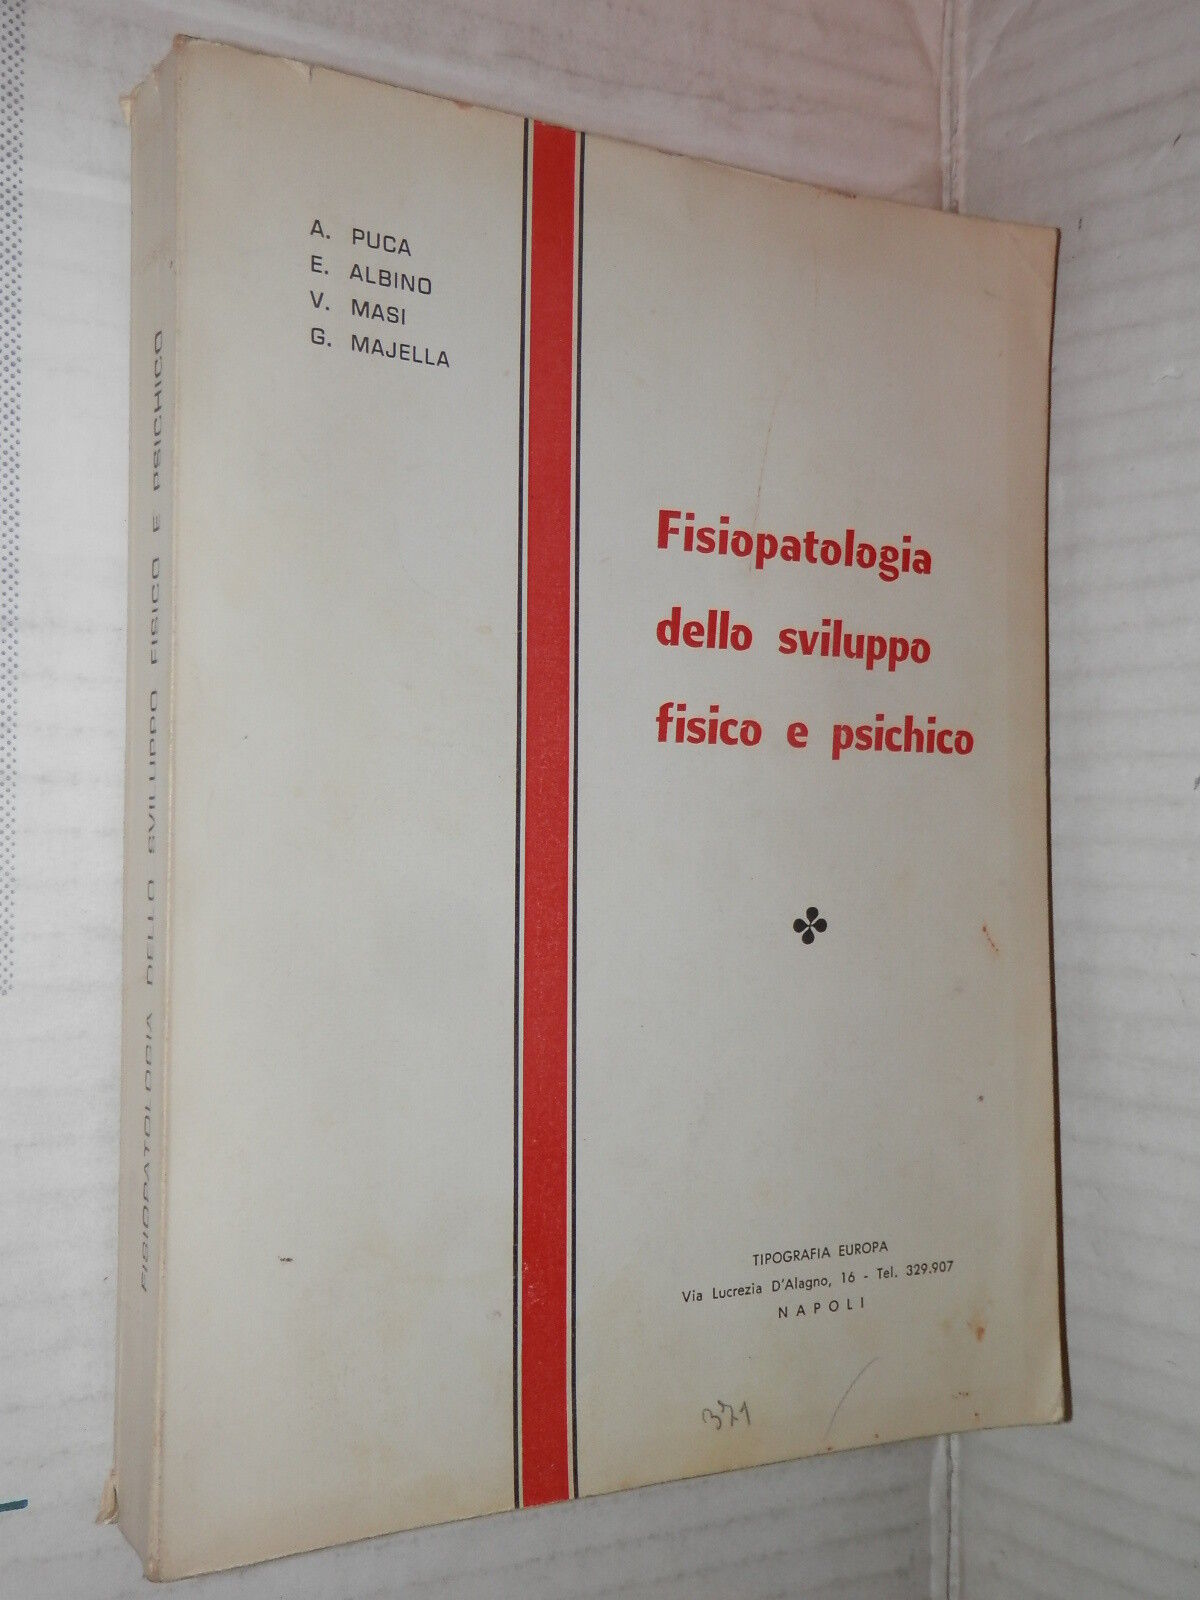 A. PUCA
E. ALBINO
V. MASI
G. MAJELLA
Fisiopatologia
dello sviluppo
fisico e psichico
TIPOGRAFIA EUROPA
Via Lucrezia D'Alagno, 16 - Tel. 329.907
NAPOLI
371
FISIOPATOLOGIA DELLO SVILUPPO FISICO E PSICHICO